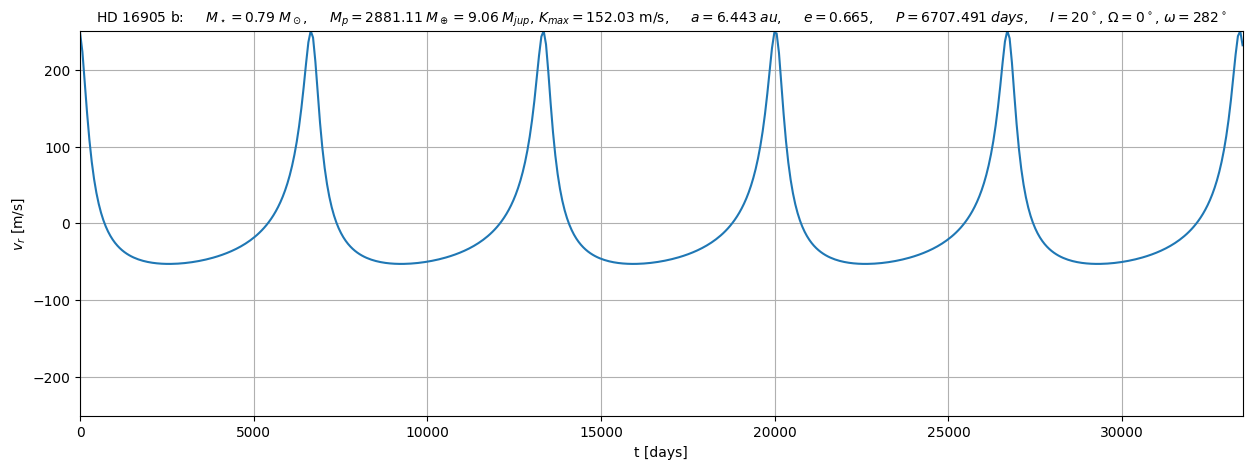 HD 16905 b: M⋆ = 0.79 M⊙, Mp = 2881.11 M⊕ = 9.06 Mjup, Kmax = 152.03 m/s, a = 6.443 au, e = 0.665, P = 6707.491 days, I = 20°, Ω = 0°, ω = 282°
200
100
0
−100
−200
vr [m/s]
0 5000 10000 15000 20000 25000 30000
t [days]